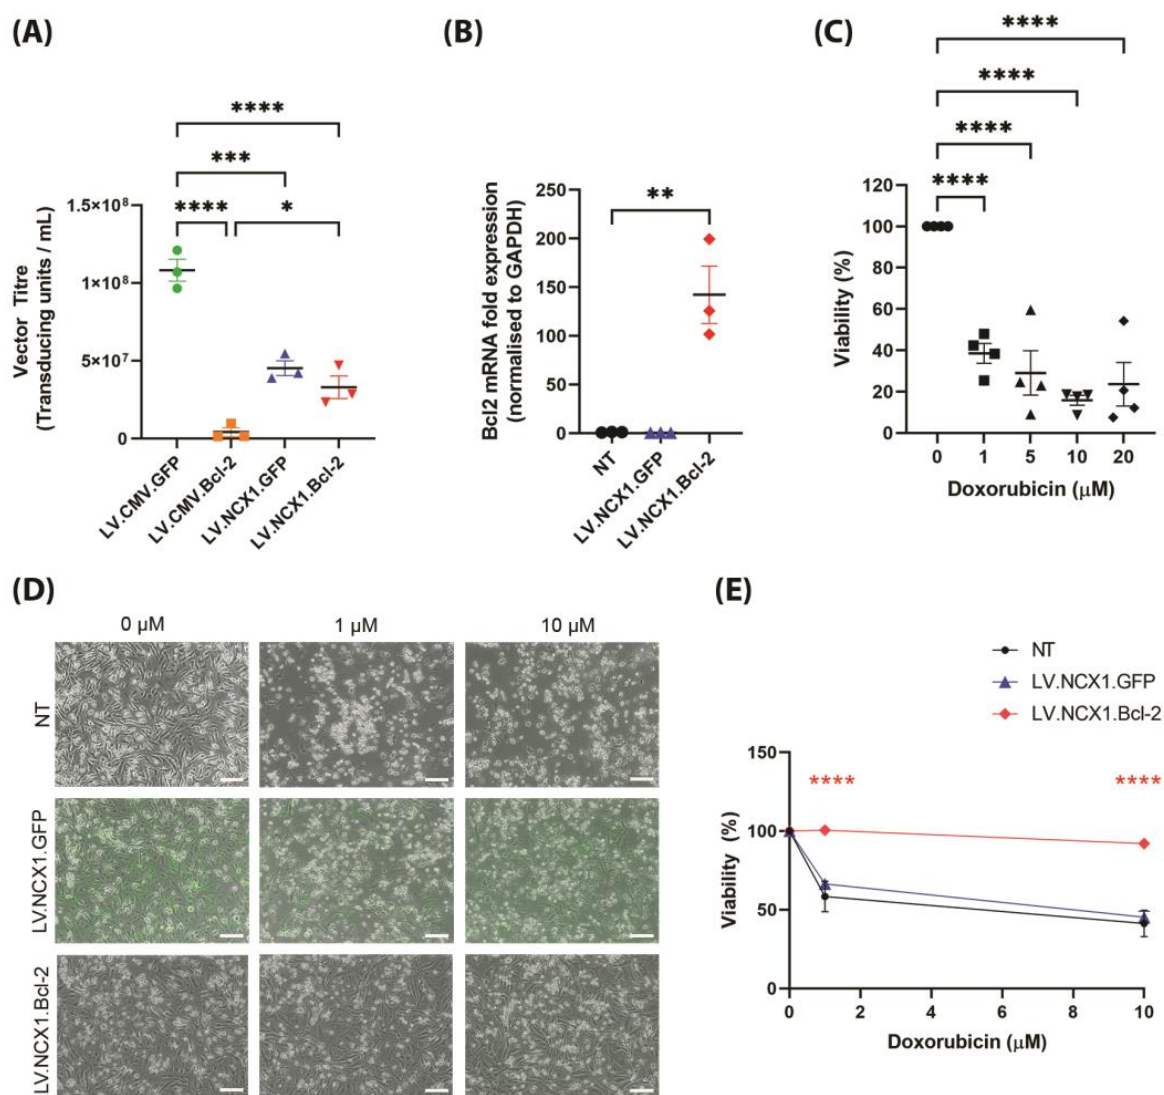 (A)
****
***
**** *
Vector Titre
(Transducing units / mL)
1.5×10⁸
1×10⁸
5×10⁷
0
LV.CMV.GFP
LV.CMV.Bcl-2
LV.NCX1.GFP
LV.NCX1.Bcl-2
(B)
**
Bcl2 mRNA fold expression
(normalised to GAPDH)
250
200
150
100
50
0
NT
LV.NCX1.GFP
LV.NCX1.Bcl-2
(C)
****
****
****
****
Viability (%)
120
100
80
60
40
20
0
0 1 5 10 20
Doxorubicin (μM)
(D)
0 μM 1 μM 10 μM
NT
LV.NCX1.GFP
LV.NCX1.Bcl-2
(E)
NT
LV.NCX1.GFP
LV.NCX1.Bcl-2
**** ****
Viability (%)
150
100
50
0
0 2 4 6 8 10
Doxorubicin (μM)